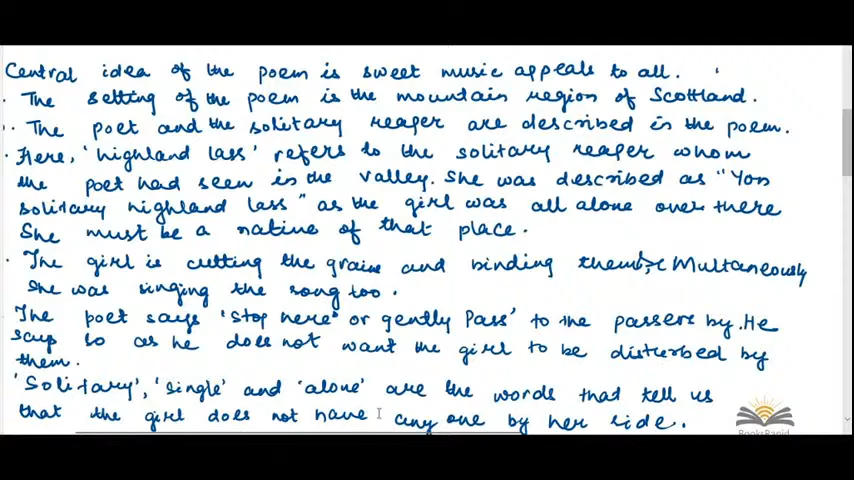 Central idea of the poem is sweet music appeals to all.
. The setting of the poem is the mountain region of Scottland.
. The poet and the solitary reaper are described in the poem.
. Here, 'highland lass' refers to the solitary reaper whom
the poet had seen in the valley. She was described as "Yon
solitary highland lass" as the girl was all alone over there
She must be a native of that place.
. The girl is cutting the grains and binding them
She was singing the song too.
The poet says 'Stop here' or gently Pass' to the passers by. He
says so as he does not want the girl to be disturbed by
them.
'Solitary', 'single' and 'alone' are the words that tell us
that the girl does not have any one by her side.
BooksRapid